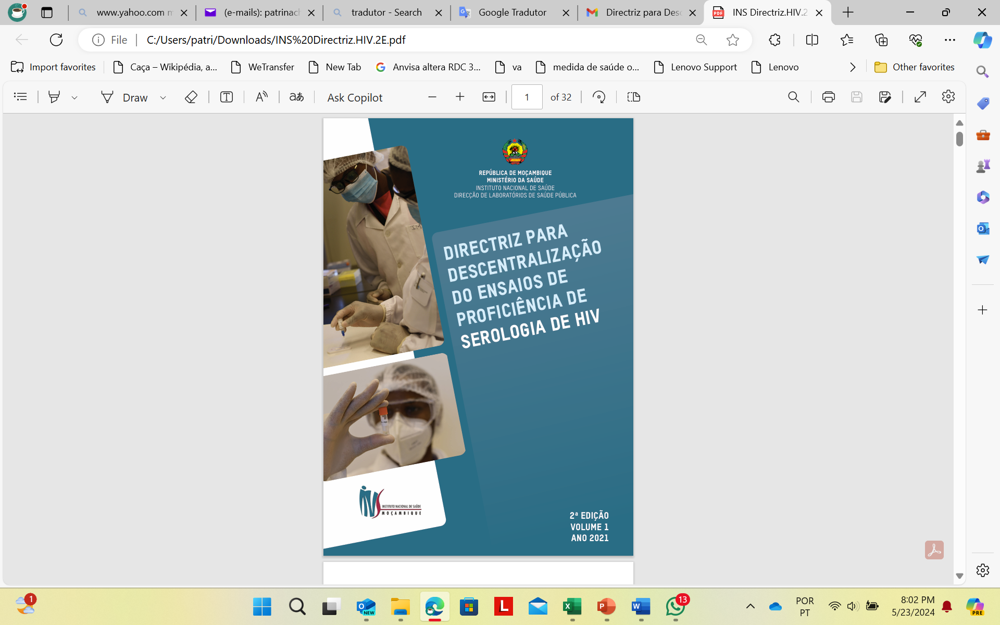 www.yahoo.com m
(e-mails): patrinach
tradutor - Search
Google Tradutor
Directriz para Desc
INS Directriz.HIV.2
File
C:/Users/patri/Downloads/INS%20Directriz.HIV.2E.pdf
Import favorites
Caça – Wikipédia, a...
WeTransfer
New Tab
Anvisa altera RDC 3...
va
medida de saúde o...
Lenovo Support
Lenovo
Other favorites
Draw
Ask Copilot
1
of 32
REPÚBLICA DE MOÇAMBIQUE
MINISTÉRIO DA SAÚDE
INSTITUTO NACIONAL DE SAÚDE
DIRECÇÃO DE LABORATÓRIOS DE SAÚDE PÚBLICA
DIRECTRIZ PARA
DESCENTRALIZAÇÃO
DO ENSAIOS DE
PROFICIÊNCIA DE
SEROLOGIA DE HIV
INS
INSTITUTO NACIONAL DE SAÚDE
MOÇAMBIQUE
2ª EDIÇÃO
VOLUME 1
ANO 2021
1
NEW
L
13
POR
PT
8:02 PM
5/23/2024
PRE